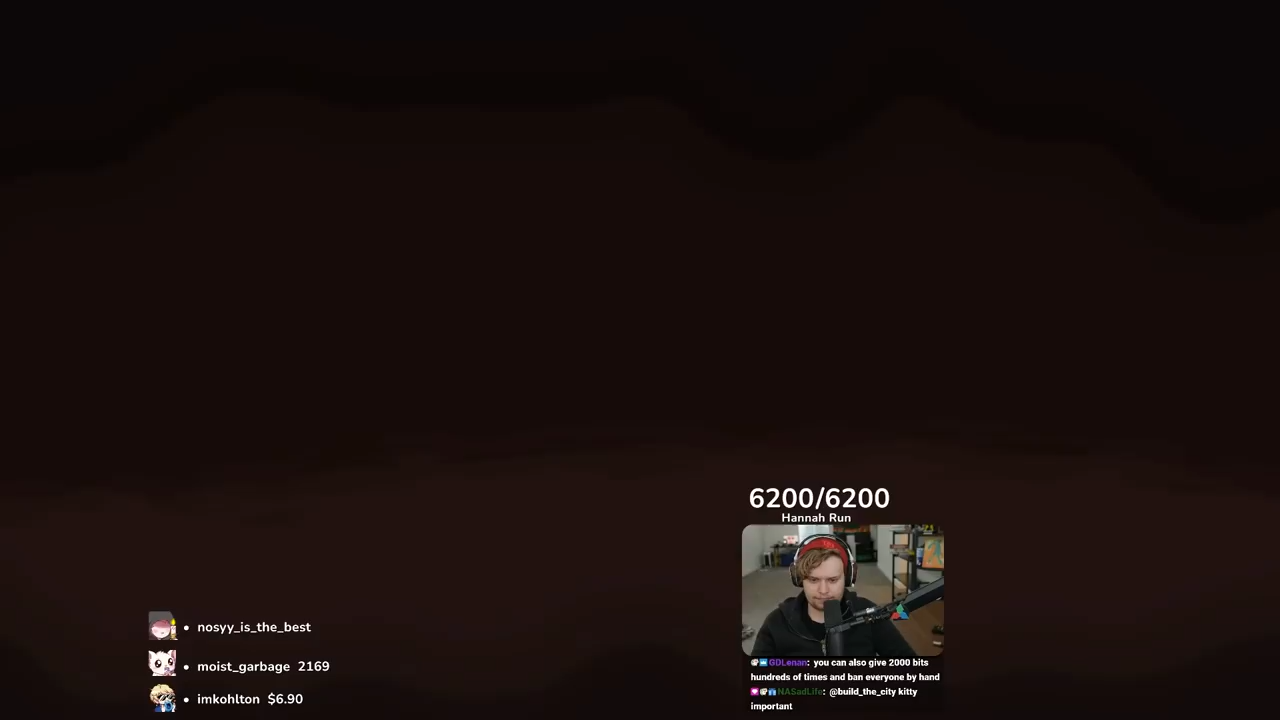 6200/6200
Hannah Run
nosyy_is_the_best
moist_garbage 2169
imkohlton $6.90
GDLenan: you can also give 2000 bits
hundreds of times and ban everyone by hand
NASadLife: @build_the_city kitty
important